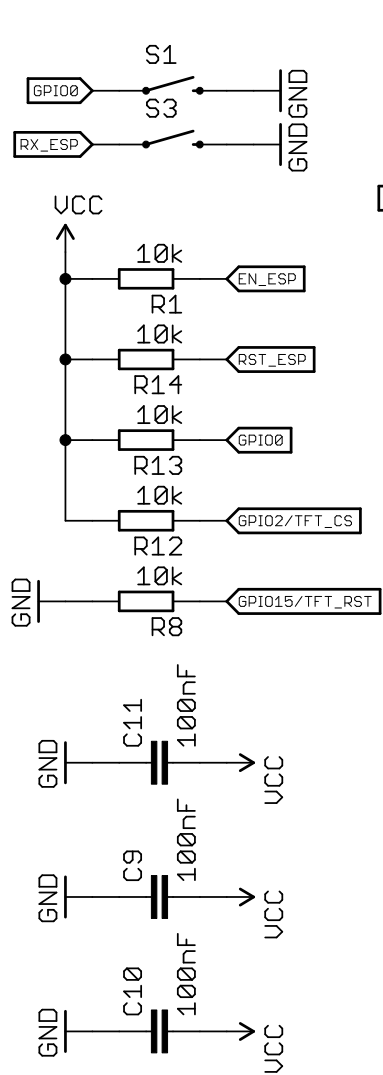 S1
GPIO0
GND
S3
RX_ESP
GND
VCC
10k
EN_ESP
R1
10k
RST_ESP
R14
10k
GPIO0
R13
10k
GPIO2/TFT_CS
R12
10k
GND
GPIO15/TFT_RST
R8
GND
C11
100nF
VCC
GND
C9
100nF
VCC
GND
C10
100nF
VCC